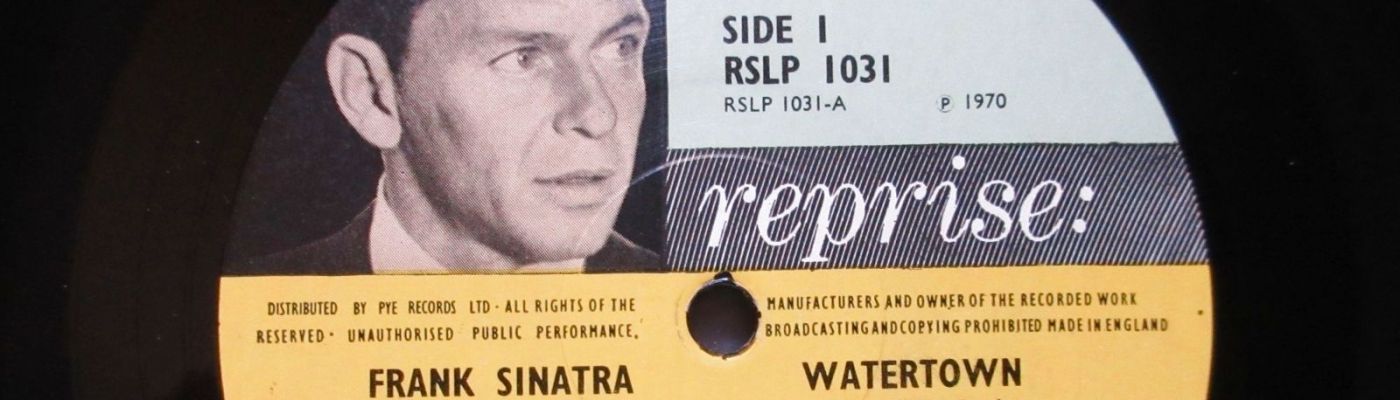 SIDE 1
RSLP 1031
RSLP 1031-A ℗ 1970
reprise:
DISTRIBUTED BY PYE RECORDS LTD · ALL RIGHTS OF THE MANUFACTURERS AND OWNER OF THE RECORDED WORK
RESERVED · UNAUTHORISED PUBLIC PERFORMANCE, BROADCASTING AND COPYING PROHIBITED MADE IN ENGLAND
FRANK SINATRA WATERTOWN